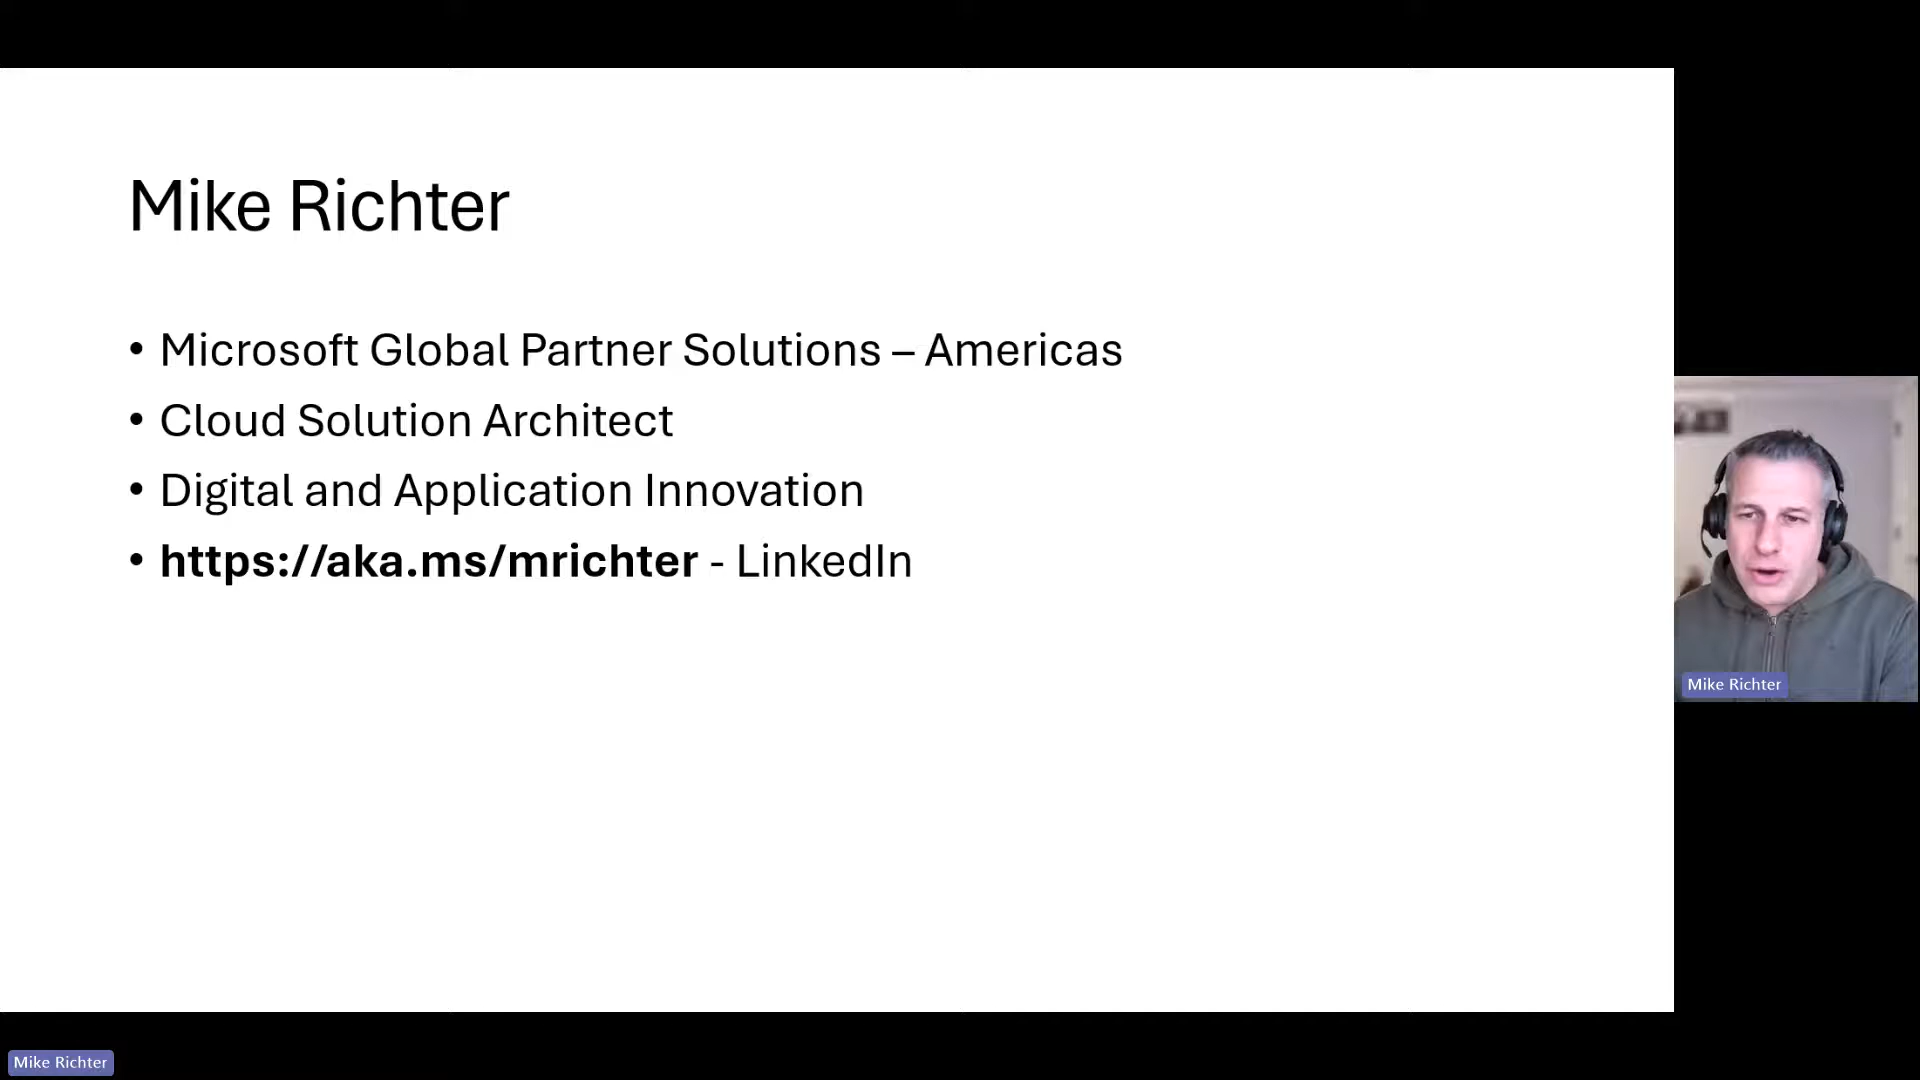 Mike Richter
• Microsoft Global Partner Solutions – Americas
• Cloud Solution Architect
• Digital and Application Innovation
• https://aka.ms/mrichter - LinkedIn
Mike Richter
Mike Richter